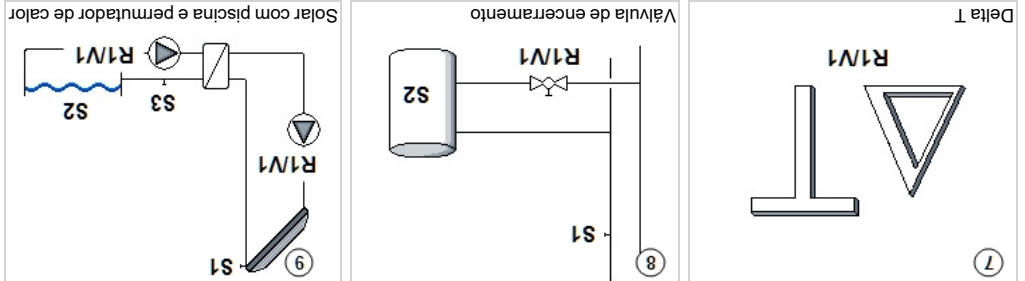 7
R1/V1
Delta T
8
S1
S2
R1/V1
Válvula de encerramento
9
S1
R1/V1
S3
S2
R1/V1
Solar com piscina e permutador de calor